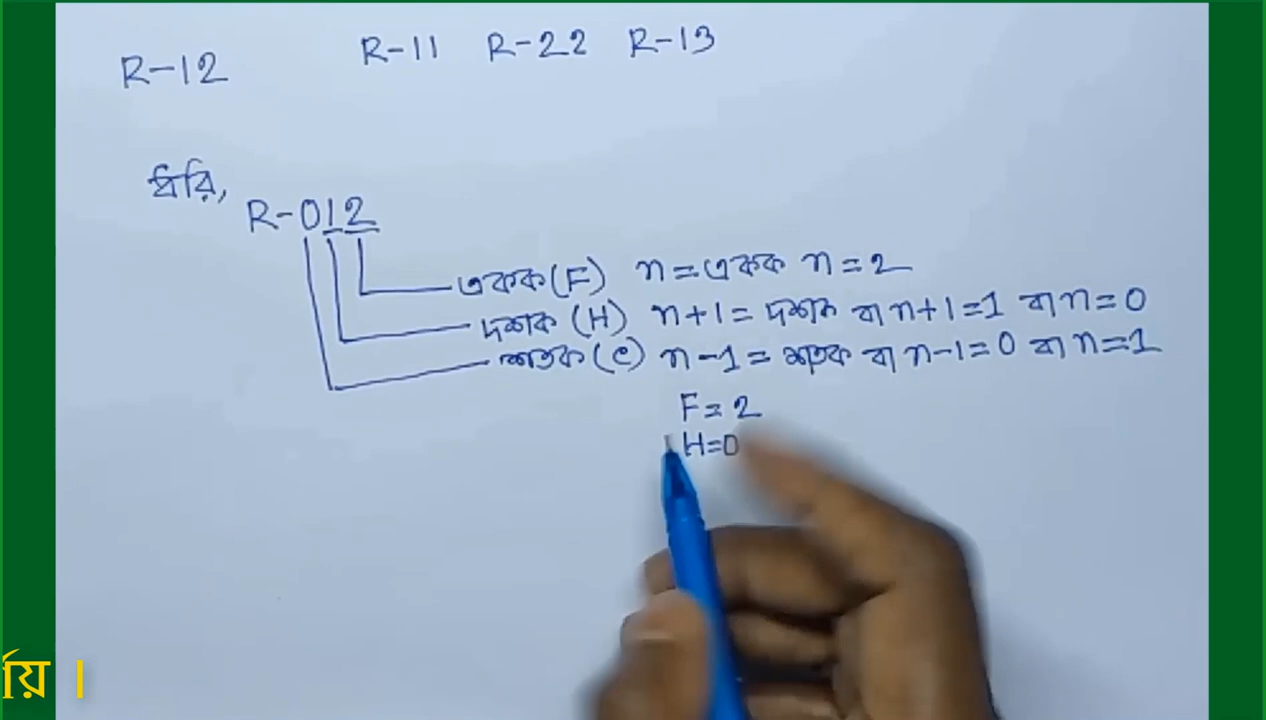 R-12 R-11 R-22 R-13
ধরি,
R-012
একক (F) n = একক n = 2
দশক (H) n+1 = দশক বা n+1 = 1 বা n = 0
শতক (C) n-1 = শতক বা n-1 = 0 বা n = 1
F = 2
H = 0
য়ি ।